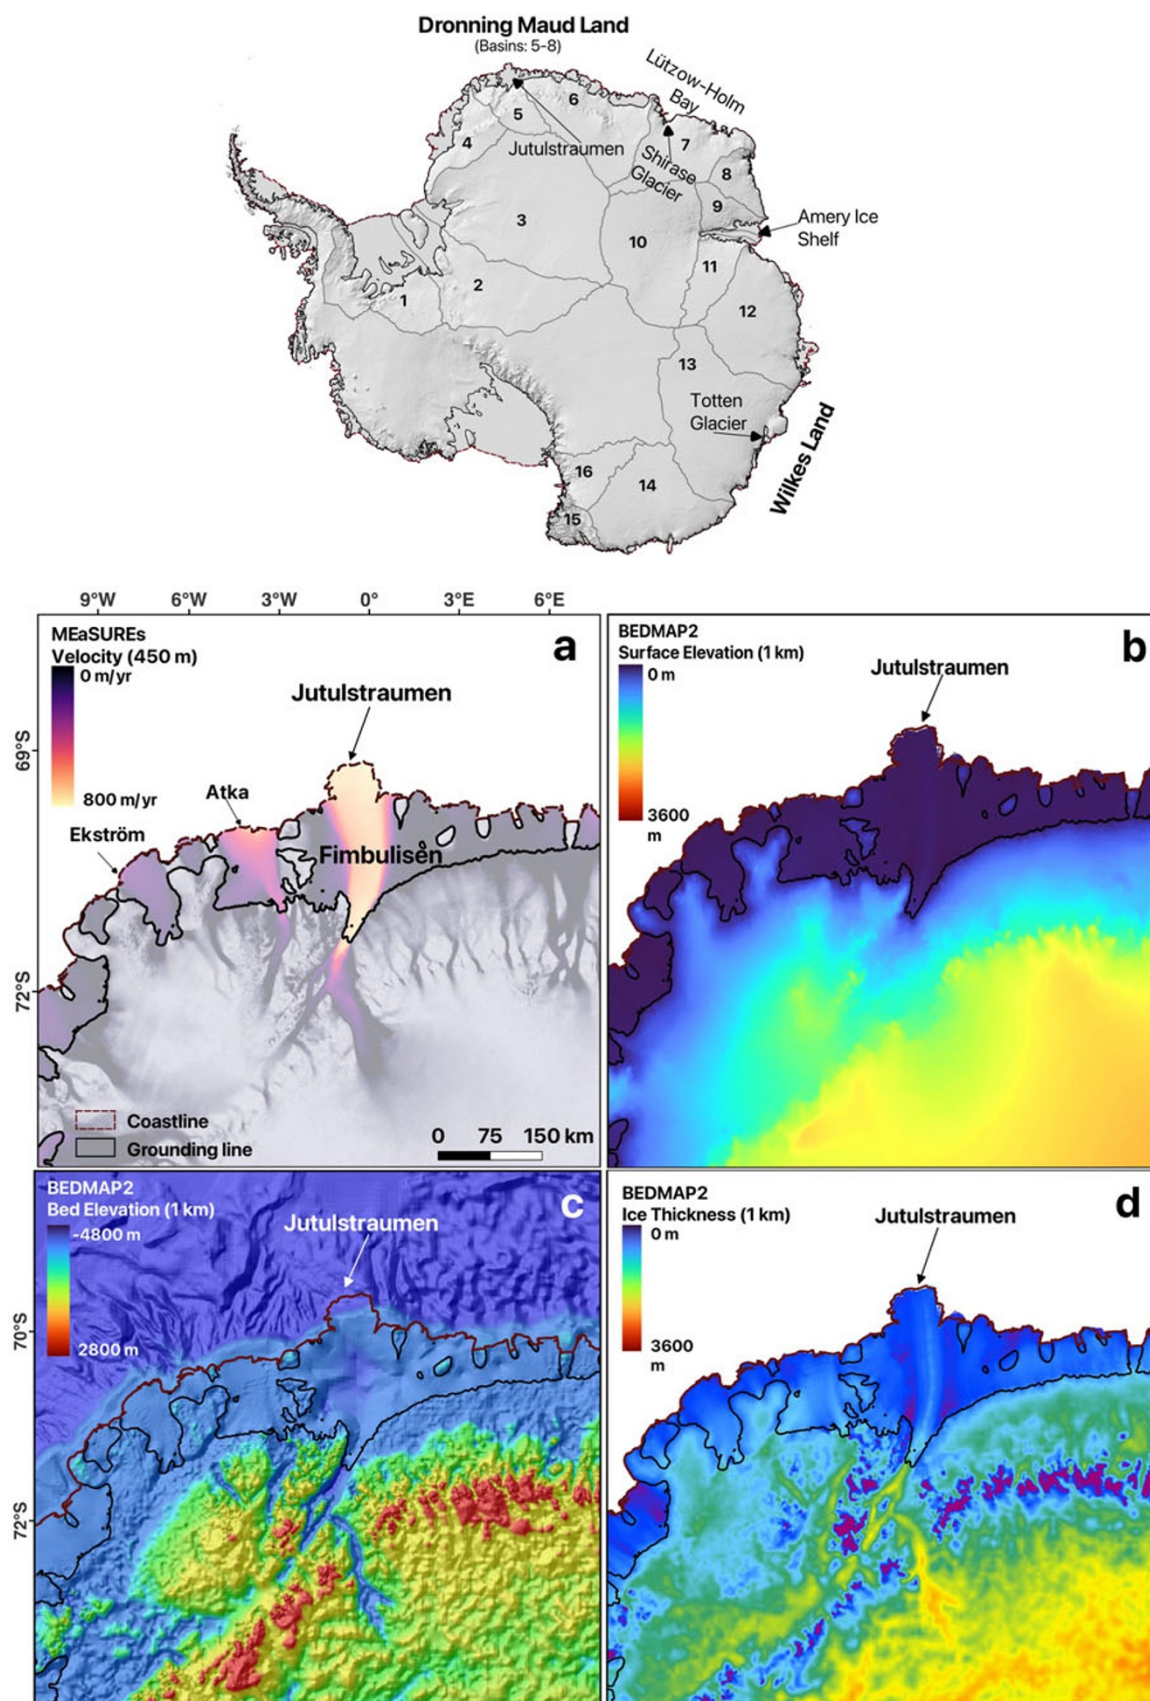 Dronning Maud Land
(Basins: 5-8)
Lützow-Holm
Bay
6
5
4
Jutulstraumen
7
Shirase
Glacier
8
9
3
10
Amery Ice
Shelf
11
2
1
12
13
Totten
Glacier
Wilkes Land
16
14
15
9°W 6°W 3°W 0° 3°E 6°E
69°S
72°S
MEaSUREs
Velocity (450 m)
0 m/yr
800 m/yr
a
Jutulstraumen
Atka
Ekström
Fimbulisen
Coastline
Grounding line
0 75 150 km
BEDMAP2
Surface Elevation (1 km)
0 m
3600
m
b
Jutulstraumen
70°S
72°S
BEDMAP2
Bed Elevation (1 km)
-4800 m
2800 m
c
Jutulstraumen
BEDMAP2
Ice Thickness (1 km)
0 m
3600
m
d
Jutulstraumen